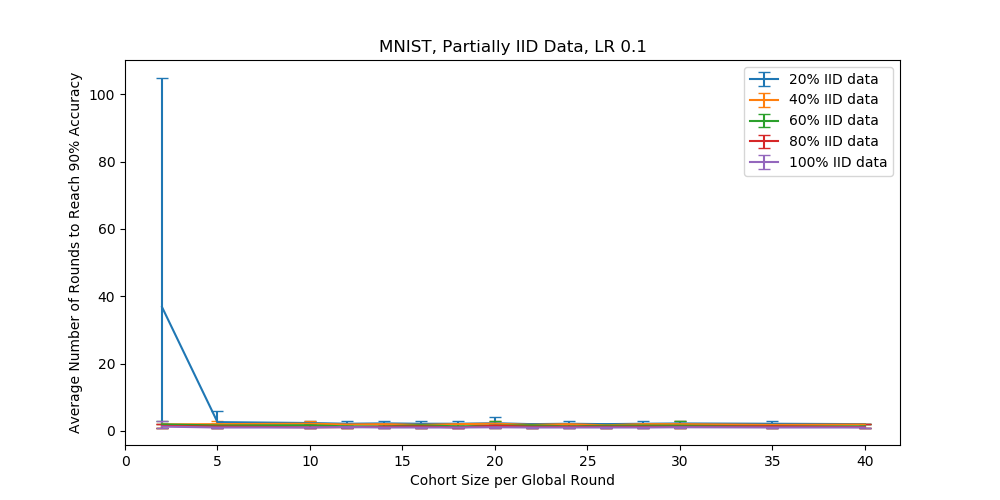 MNIST, Partially IID Data, LR 0.1
Average Number of Rounds to Reach 90% Accuracy
100
80
60
40
20
0
20% IID data
40% IID data
60% IID data
80% IID data
100% IID data
0 5 10 15 20 25 30 35 40
Cohort Size per Global Round